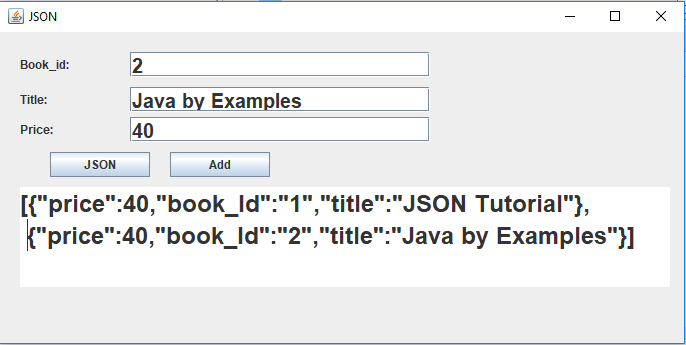 JSON
Book_id:
2
Title:
Java by Examples
Price:
40
JSON
Add
[{"price":40,"book_Id":"1","title":"JSON Tutorial"},
{"price":40,"book_Id":"2","title":"Java by Examples"}]